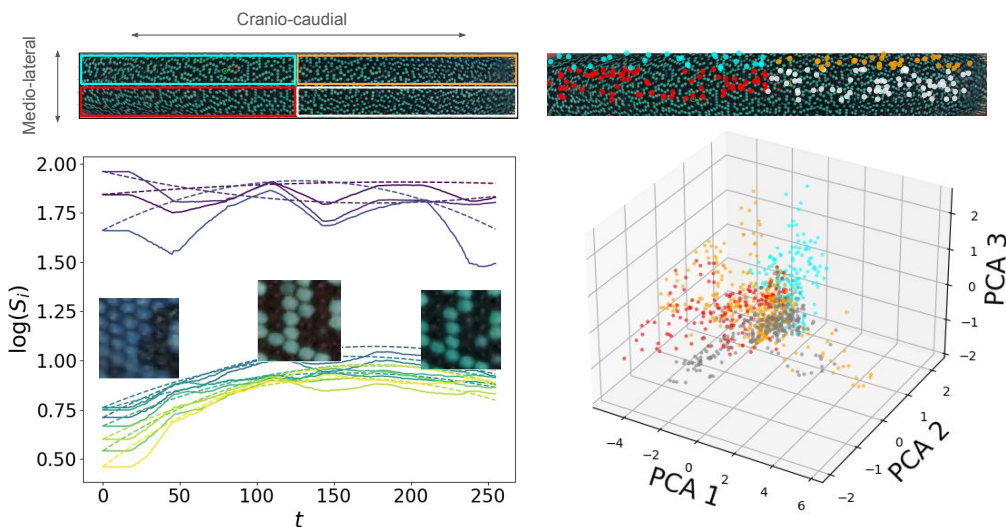 Cranio-caudial
Medio-lateral
2.00
1.75
1.50
1.25
1.00
0.75
0.50
log(Sᵢ)
0 50 100 150 200 250
t
−4 −2 0 2 4 6
PCA 1
−2 −1 0 1 2
PCA 2
2
1
0
−1
−2
PCA 3